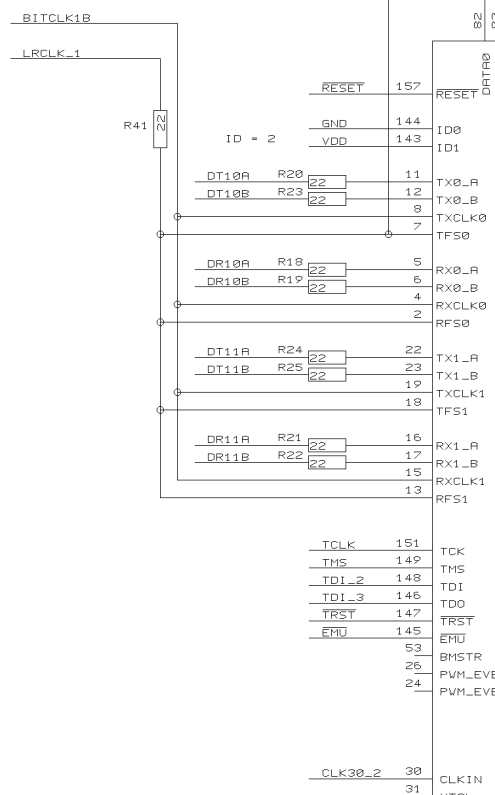 BITCLK1B
LRCLK_1
82
DATA0
R41 22
ID = 2
RESET 157 RESET
GND 144 ID0
VDD 143 ID1
DT10A R20 22 11 TX0_A
DT10B R23 22 12 TX0_B
8 TXCLK0
7 TFS0
DR10A R18 22 5 RX0_A
DR10B R19 22 6 RX0_B
4 RXCLK0
2 RFS0
DT11A R24 22 22 TX1_A
DT11B R25 22 23 TX1_B
19 TXCLK1
18 TFS1
DR11A R21 22 16 RX1_A
DR11B R22 22 17 RX1_B
15 RXCLK1
13 RFS1
TCLK 151 TCK
TMS 149 TMS
TDI_2 148 TDI
TDI_3 146 TDO
TRST 147 TRST
EMU 145 EMU
53 BMSTR
26 PWM_EVE
24 PWM_EVE
CLK30_2 30 CLKIN
31